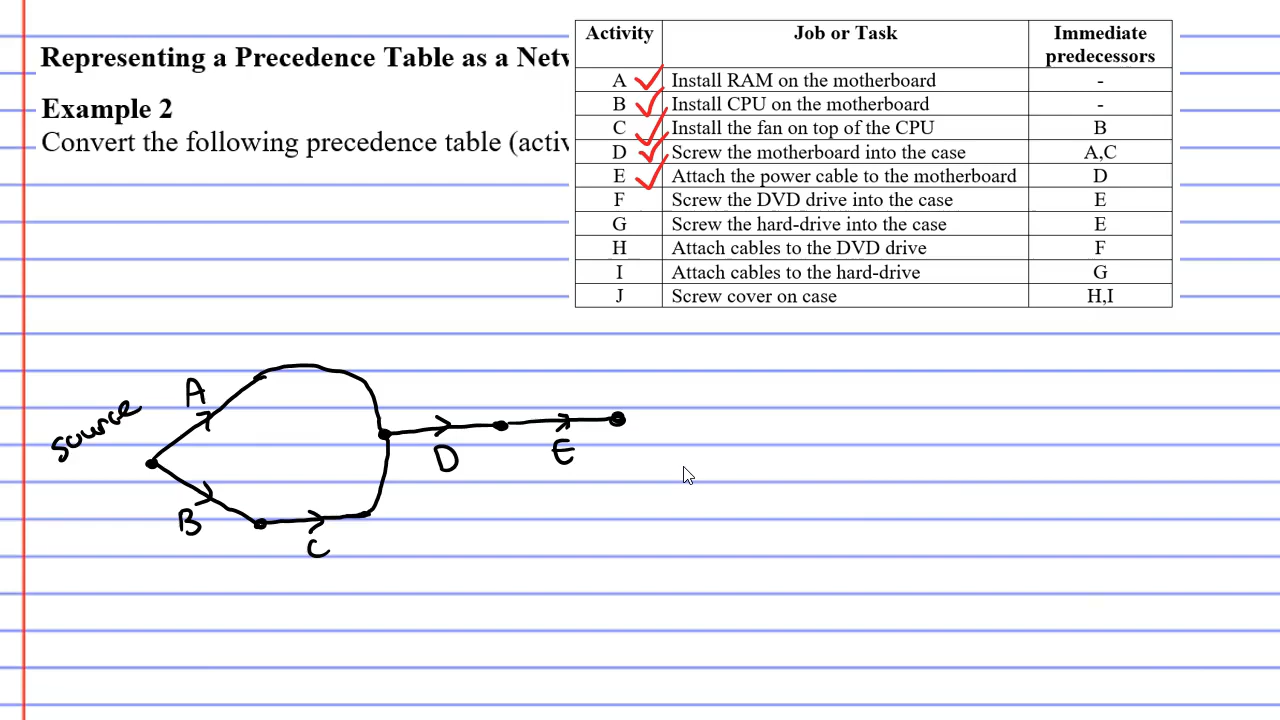 Representing a Precedence Table as a Netw
Example 2
Convert the following precedence table (activ
Activity Job or Task Immediate predecessors
A Install RAM on the motherboard -
B Install CPU on the motherboard -
C Install the fan on top of the CPU B
D Screw the motherboard into the case A,C
E Attach the power cable to the motherboard D
F Screw the DVD drive into the case E
G Screw the hard-drive into the case E
H Attach cables to the DVD drive F
I Attach cables to the hard-drive G
J Screw cover on case H,I
source
A
B
C
D
E